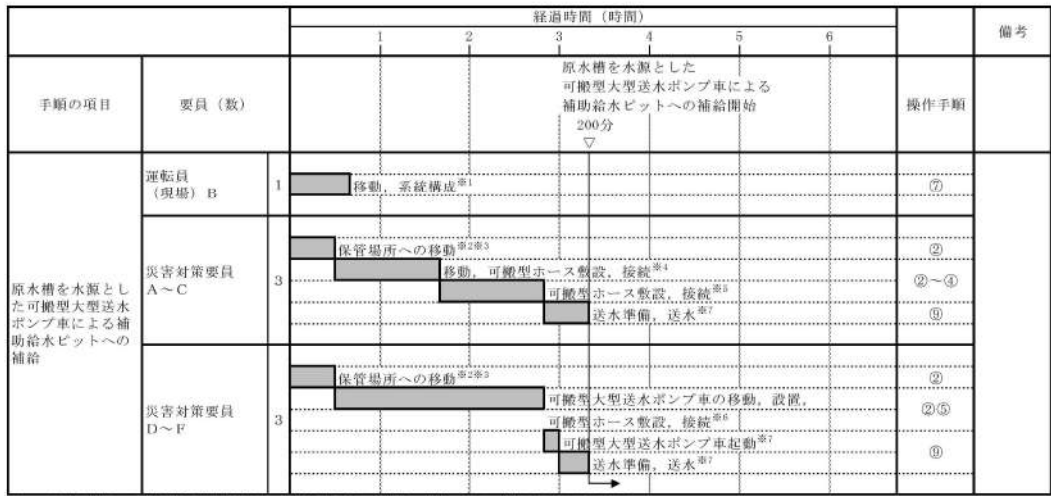 経過時間（時間）
備考
1 2 3 4 5 6
手順の項目
要員（数）
原水槽を水源とした
可搬型大型送水ポンプ車による
補助給水ピットへの補給開始
200分
▽
操作手順
原水槽を水源とし
た可搬型大型送水
ポンプ車による補
助給水ピットへの
補給
運転員
（現場）B
1
移動，系統構成※1
⑦
災害対策要員
A～C
3
保管場所への移動※2※3
②
移動，可搬型ホース敷設，接続※4
②～④
可搬型ホース敷設，接続※5
送水準備，送水※7
⑨
災害対策要員
D～F
3
保管場所への移動※2※3
②
可搬型大型送水ポンプ車の移動，設置，
可搬型ホース敷設，接続※6
②⑤
可搬型大型送水ポンプ車起動※7
送水準備，送水※7
⑨